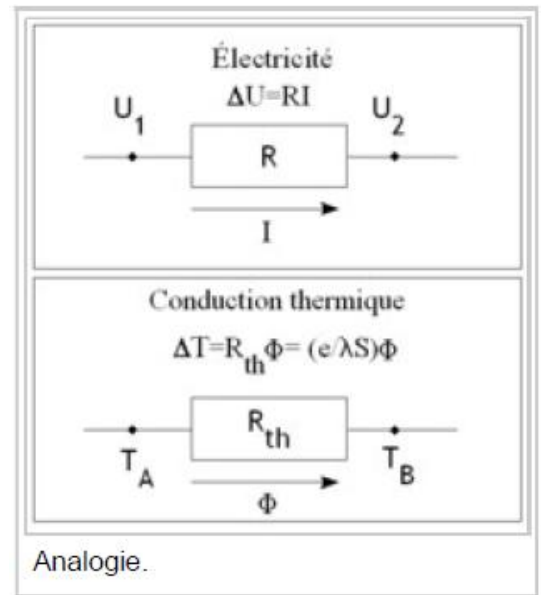 Électricité
ΔU=RI
U1 U2
R
I
Conduction thermique
ΔT=RthΦ= (e/λS)Φ
Rth
TA TB
Φ
Analogie.